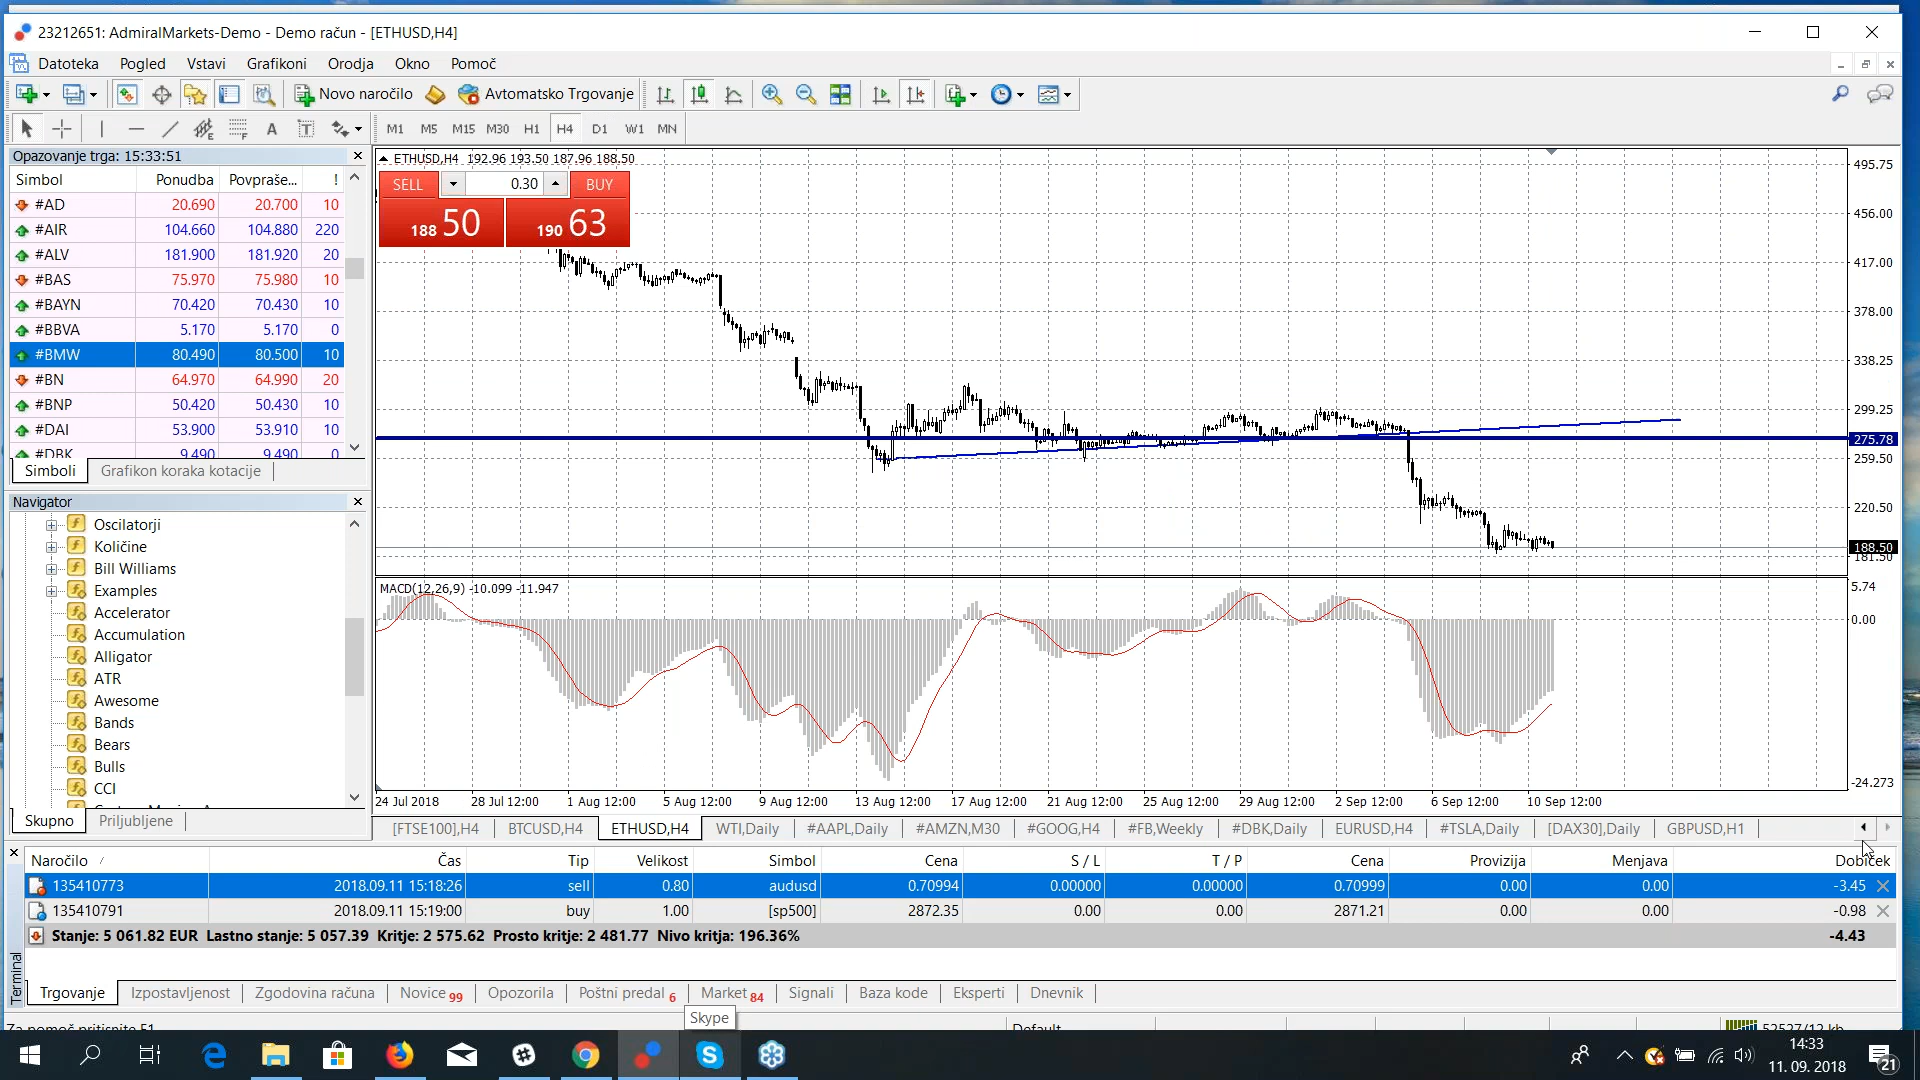 23212651: AdmiralMarkets-Demo - Demo račun - [ETHUSD,H4]
Datoteka Pogled Vstavi Grafikoni Orodja Okno Pomoč
Novo naročilo Avtomatsko Trgovanje
A T M1 M5 M15 M30 H1 H4 D1 W1 MN
Opazovanje trga: 15:33:51
Simbol Ponudba Povpraše... !
#AD 20.690 20.700 10
#AIR 104.660 104.880 220
#ALV 181.900 181.920 20
#BAS 75.970 75.980 10
#BAYN 70.420 70.430 10
#BBVA 5.170 5.170 0
#BMW 80.490 80.500 10
#BN 64.970 64.990 20
#BNP 50.420 50.430 10
#DAI 53.900 53.910 10
#DBK 9.490 9.490 0
Simboli Grafikon koraka kotacije
Navigator
Oscilatorji
Količine
Bill Williams
Examples
Accelerator
Accumulation
Alligator
ATR
Awesome
Bands
Bears
Bulls
CCI
Skupno Priljubljene
ETHUSD,H4 192.96 193.50 187.96 188.50
SELL 0.30 BUY
188 50 190 63
495.75
456.00
417.00
378.00
338.25
299.25
275.78
259.50
220.50
188.50
181.50
MACD(12,26,9) -10.099 -11.947
5.74
0.00
-24.273
24 Jul 2018 28 Jul 12:00 1 Aug 12:00 5 Aug 12:00 9 Aug 12:00 13 Aug 12:00 17 Aug 12:00 21 Aug 12:00 25 Aug 12:00 29 Aug 12:00 2 Sep 12:00 6 Sep 12:00 10 Sep 12:00
[FTSE100],H4 BTCUSD,H4 ETHUSD,H4 WTI,Daily #AAPL,Daily #AMZN,M30 #GOOG,H4 #FB,Weekly #DBK,Daily EURUSD,H4 #TSLA,Daily [DAX30],Daily GBPUSD,H1
Naročilo / Čas Tip Velikost Simbol Cena S / L T / P Cena Provizija Menjava Dobiček
135410773 2018.09.11 15:18:26 sell 0.80 audusd 0.70994 0.00000 0.00000 0.70999 0.00 0.00 -3.45
135410791 2018.09.11 15:19:00 buy 1.00 [sp500] 2872.35 0.00 0.00 2871.21 0.00 0.00 -0.98
Stanje: 5 061.82 EUR Lastno stanje: 5 057.39 Kritje: 2 575.62 Prosto kritje: 2 481.77 Nivo kritja: 196.36% -4.43
Terminal
Trgovanje Izpostavljenost Zgodovina računa Novice 99 Opozorila Poštni predal 6 Market 84 Signali Baza kode Eksperti Dnevnik
Skype
Za pomoč pritisnite F1 Default 52527/12 kb
14:33
11. 09. 2018
21